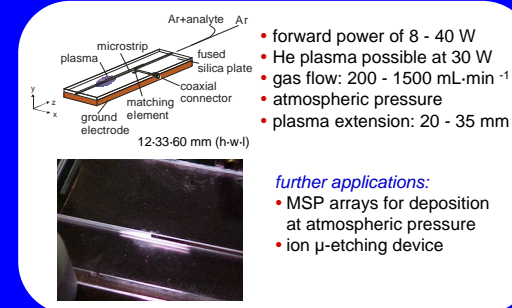 Ar+analyte Ar
microstrip
plasma
fused
silica plate
coaxial
connector
matching
element
ground
electrode
y
z
x
12·33·60 mm (h·w·l)
• forward power of 8 - 40 W
• He plasma possible at 30 W
• gas flow: 200 - 1500 mL·min -1
• atmospheric pressure
• plasma extension: 20 - 35 mm
further applications:
• MSP arrays for deposition
at atmospheric pressure
• ion µ-etching device